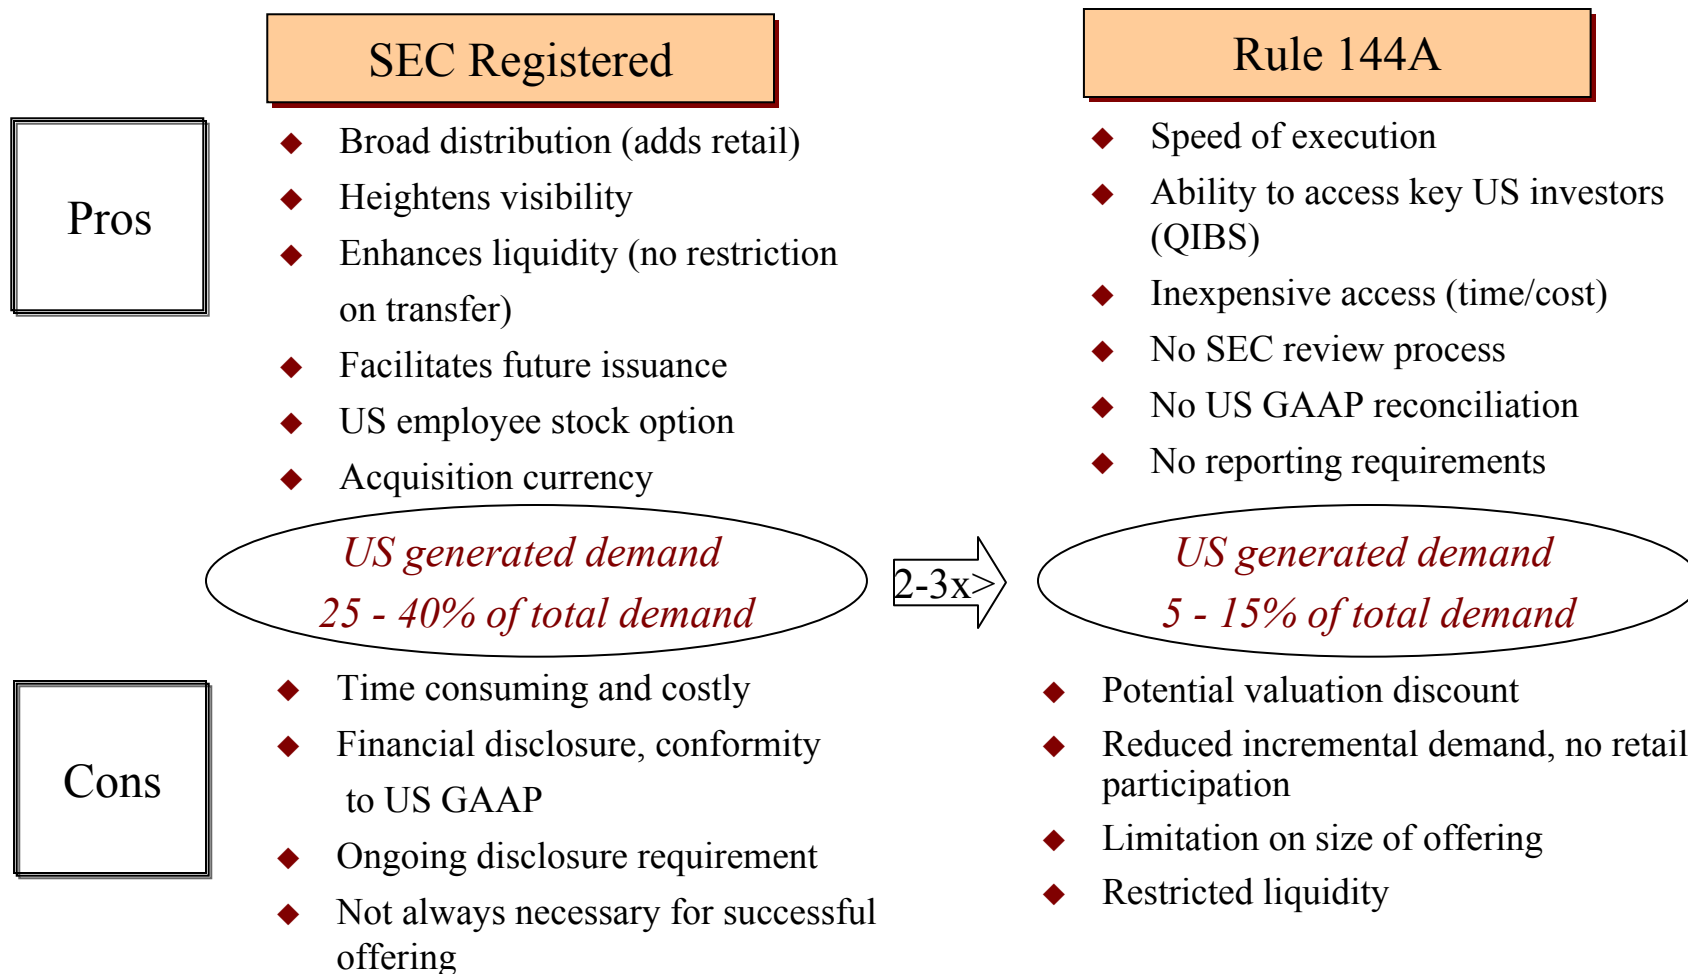 SEC Registered
Rule 144A
Pros
Broad distribution (adds retail)
Heightens visibility
Enhances liquidity (no restriction
on transfer)
Facilitates future issuance
US employee stock option
Acquisition currency
Speed of execution
Ability to access key US investors
(QIBS)
Inexpensive access (time/cost)
No SEC review process
No US GAAP reconciliation
No reporting requirements
US generated demand
25 - 40% of total demand
2-3x>
US generated demand
5 - 15% of total demand
Cons
Time consuming and costly
Financial disclosure, conformity
to US GAAP
Ongoing disclosure requirement
Not always necessary for successful
offering
Potential valuation discount
Reduced incremental demand, no retail
participation
Limitation on size of offering
Restricted liquidity